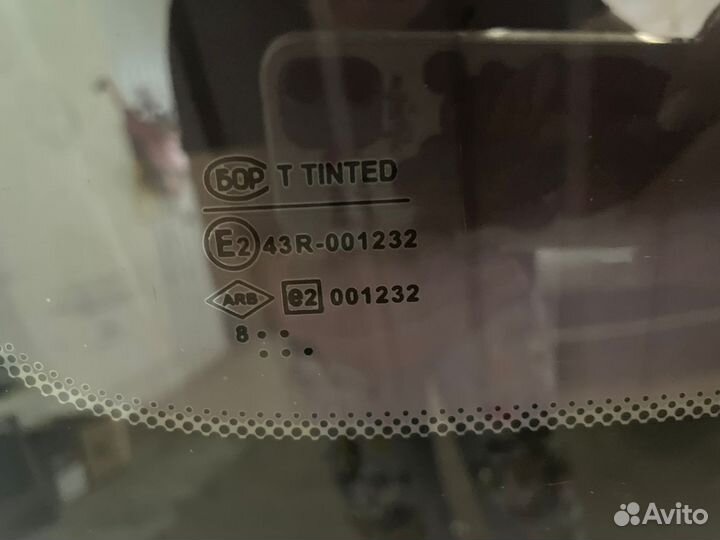 БОР T TINTED
E2 43R-001232
ARB e2 001232
8
Avito